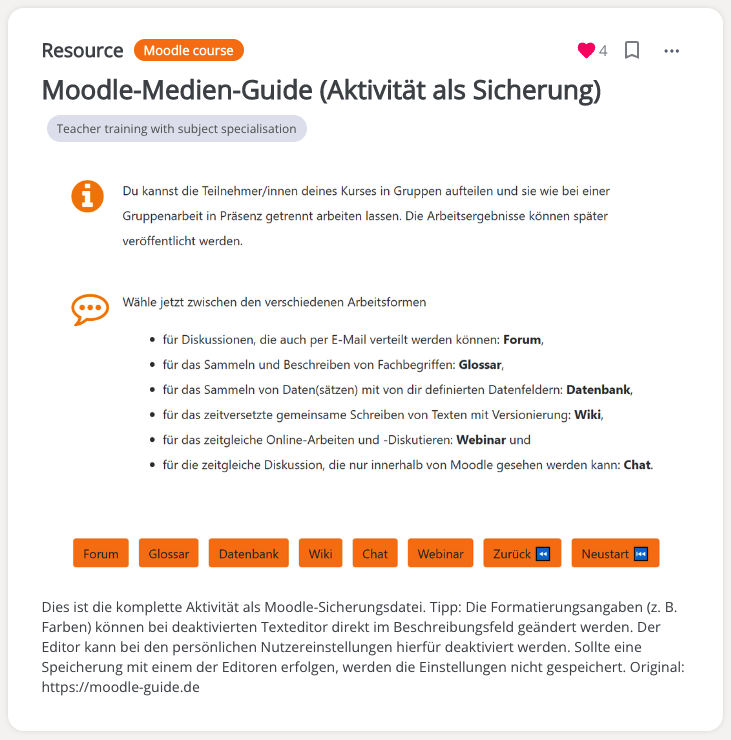 Resource Moodle course 4
Moodle-Medien-Guide (Aktivität als Sicherung)
Teacher training with subject specialisation
Du kannst die Teilnehmer/innen deines Kurses in Gruppen aufteilen und sie wie bei einer
Gruppenarbeit in Präsenz getrennt arbeiten lassen. Die Arbeitsergebnisse können später
veröffentlicht werden.
Wähle jetzt zwischen den verschiedenen Arbeitsformen
• für Diskussionen, die auch per E-Mail verteilt werden können: Forum,
• für das Sammeln und Beschreiben von Fachbegriffen: Glossar,
• für das Sammeln von Daten(sätzen) mit von dir definierten Datenfeldern: Datenbank,
• für das zeitversetzte gemeinsame Schreiben von Texten mit Versionierung: Wiki,
• für das zeitgleiche Online-Arbeiten und -Diskutieren: Webinar und
• für die zeitgleiche Diskussion, die nur innerhalb von Moodle gesehen werden kann: Chat.
Forum Glossar Datenbank Wiki Chat Webinar Zurück ⏪ Neustart ⏮
Dies ist die komplette Aktivität als Moodle-Sicherungsdatei. Tipp: Die Formatierungsangaben (z. B.
Farben) können bei deaktivierten Texteditor direkt im Beschreibungsfeld geändert werden. Der
Editor kann bei den persönlichen Nutzereinstellungen hierfür deaktiviert werden. Sollte eine
Speicherung mit einem der Editoren erfolgen, werden die Einstellungen nicht gespeichert. Original:
https://moodle-guide.de